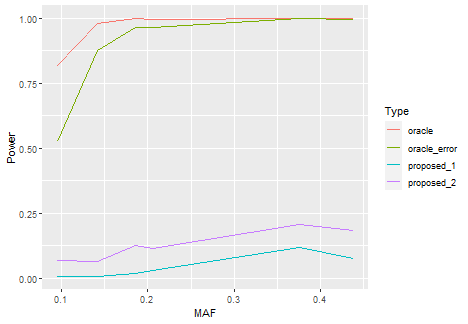 1.00
0.75
0.50
0.25
0.00
Power
0.1
0.2
0.3
0.4
MAF
Type
oracle
oracle_error
proposed_1
proposed_2